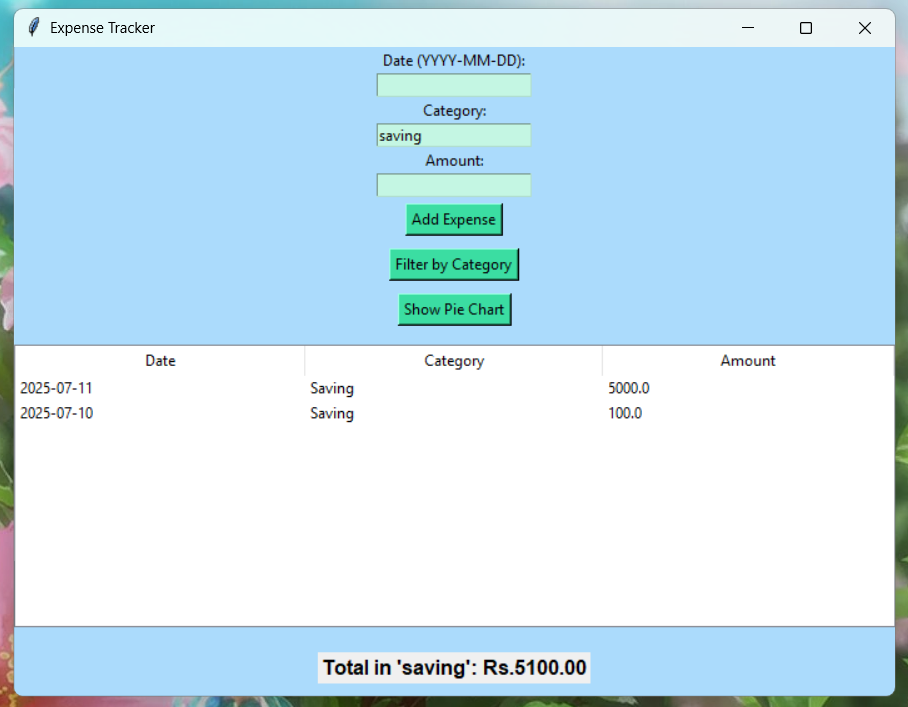 Expense Tracker
Date (YYYY-MM-DD):
Category:
saving
Amount:
Add Expense
Filter by Category
Show Pie Chart
Date Category Amount
2025-07-11 Saving 5000.0
2025-07-10 Saving 100.0
Total in 'saving': Rs.5100.00